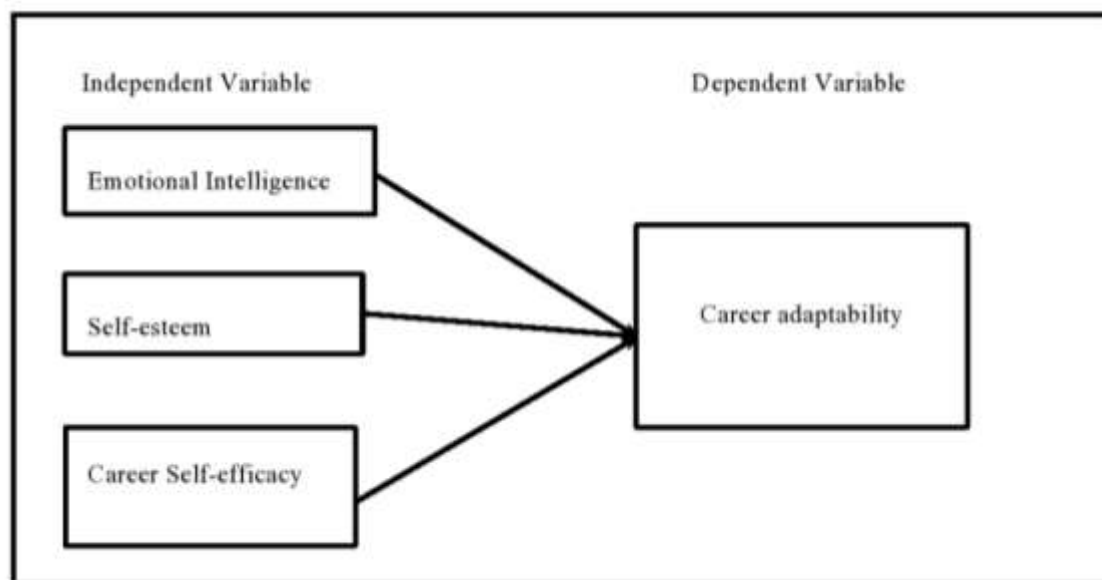 Independent Variable
Dependent Variable
Emotional Intelligence
Self-esteem
Career adaptability
Career Self-efficacy